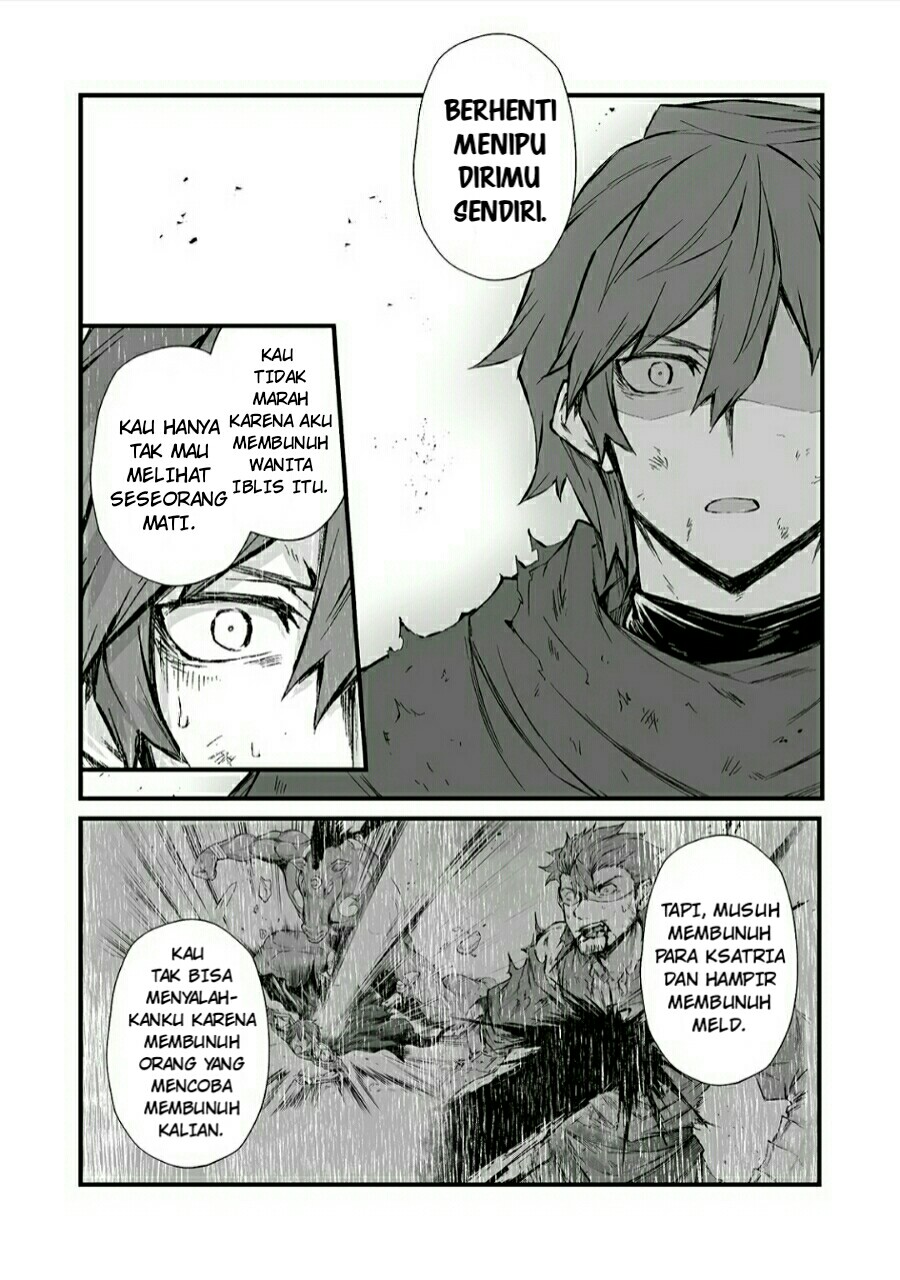 BERHENTI
MENIPU
DIRIMU
SENDIRI.
KAU
TIDAK
MARAH
KARENA AKU
MEMBUNUH
WANITA
IBLIS ITU.
KAU HANYA
TAK MAU
MELIHAT
SESEORANG
MATI.
TAPI, MUSUH
MEMBUNUH
PARA KSATRIA
DAN HAMPIR
MEMBUNUH
MELD.
KAU
TAK BISA
MENYALAH-
KANKU KARENA
MEMBUNUH
ORANG YANG
MENCOBA
MEMBUNUH
KALIAN.